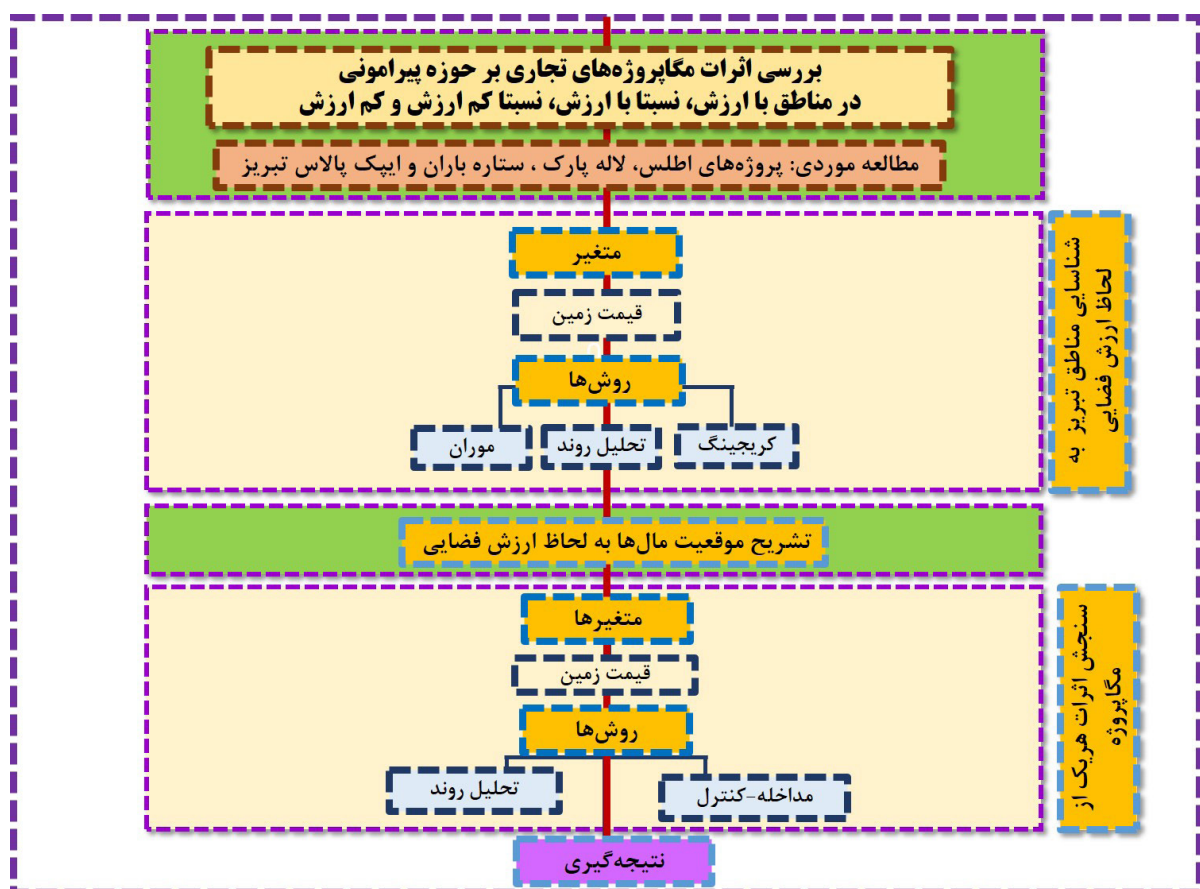 بررسی اثرات مگاپروژه‌های تجاری بر حوزه پیرامونی
در مناطق با ارزش، نسبتا با ارزش، نسبتا کم ارزش و کم ارزش
مطالعه موردی: پروژه‌های اطلس، لاله پارک ، ستاره باران و ایپک پالاس تبریز
شناسایی مناطق تبریز به
لحاظ ارزش فضایی
متغیر
قیمت زمین
روش‌ها
کریجینگ
تحلیل روند
موران
تشریح موقعیت مال‌ها به لحاظ ارزش فضایی
سنجش اثرات هریک از
مگاپروژه
متغیرها
قیمت زمین
روش‌ها
مداخله-کنترل
تحلیل روند
نتیجه‌گیری